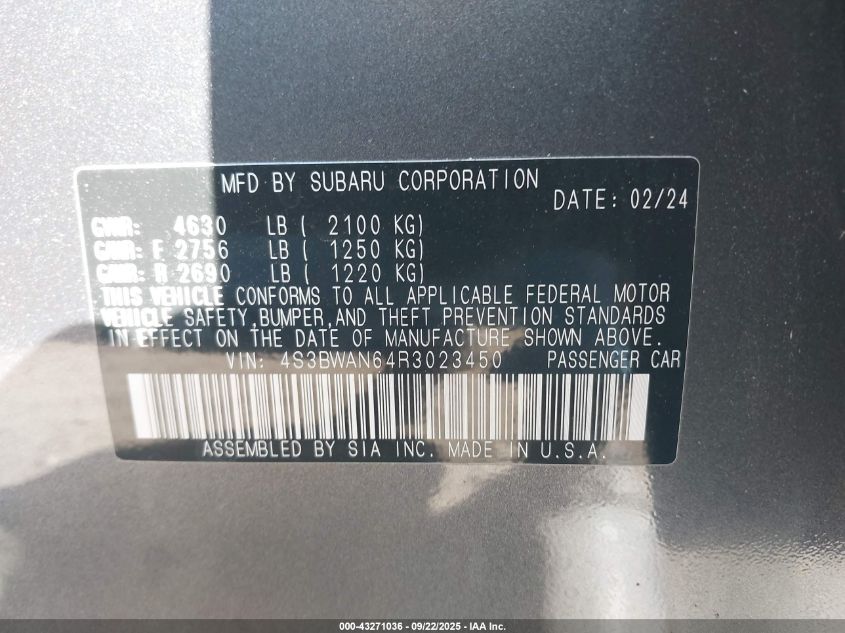 MFD BY SUBARU CORPORATION
DATE: 02/24
GVWR: 4630 LB ( 2100 KG)
GAWR: F 2756 LB ( 1250 KG)
GAWR: R 2690 LB ( 1220 KG)
THIS VEHICLE CONFORMS TO ALL APPLICABLE FEDERAL MOTOR
VEHICLE SAFETY,BUMPER,AND THEFT PREVENTION STANDARDS
IN EFFECT ON THE DATE OF MANUFACTURE SHOWN ABOVE.
VIN: 4S3BWAN64R3023450 PASSENGER CAR
ASSEMBLED BY SIA INC. MADE IN U.S.A.
000-43271036 - 09/22/2025 - IAA Inc.